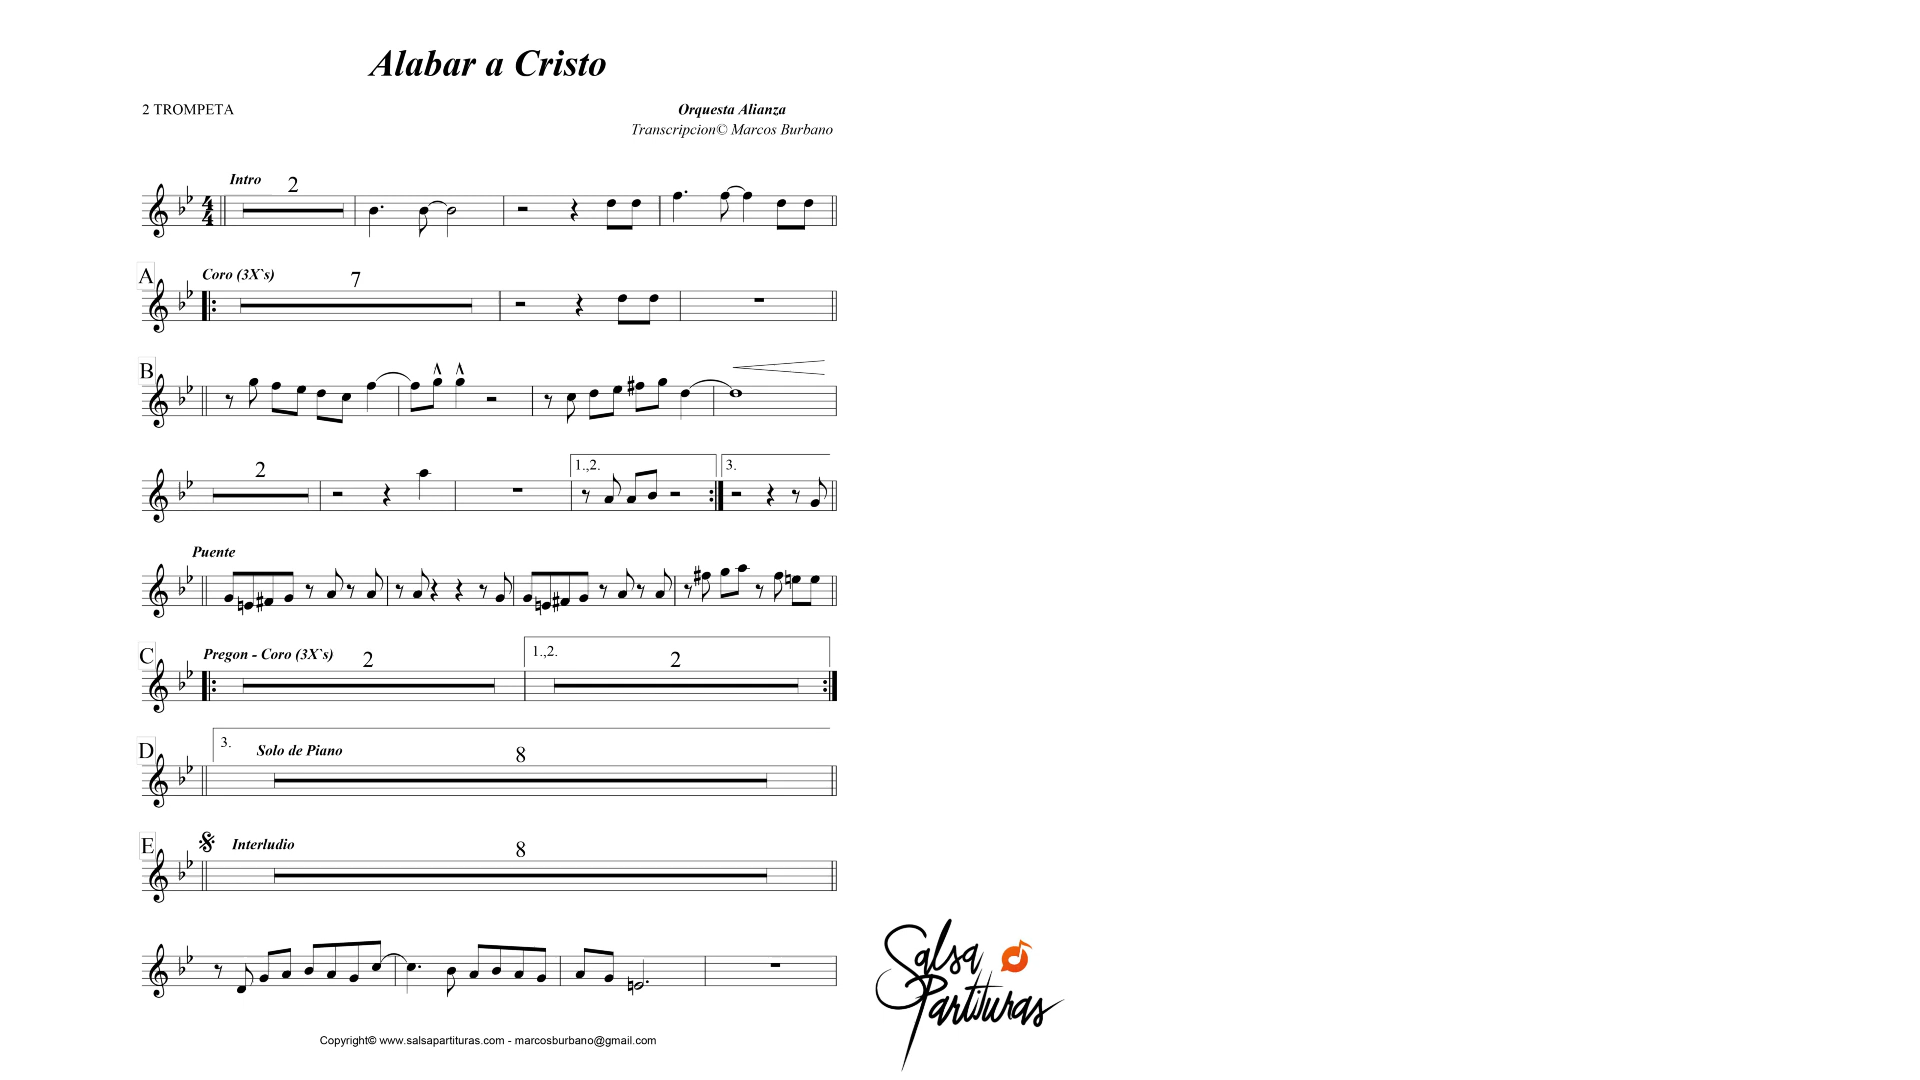 Alabar a Cristo
2 TROMPETA
Orquesta Alianza
Transcripcion© Marcos Burbano
Intro
2
4
4
A
Coro (3X`s)
7
B
2
1.,2.
3.
Puente
C
Pregon - Coro (3X`s)
2
1.,2.
2
D
3.
Solo de Piano
8
E
Interludio
8
Salsa
Partituras
Copyright© www.salsapartituras.com - marcosburbano@gmail.com